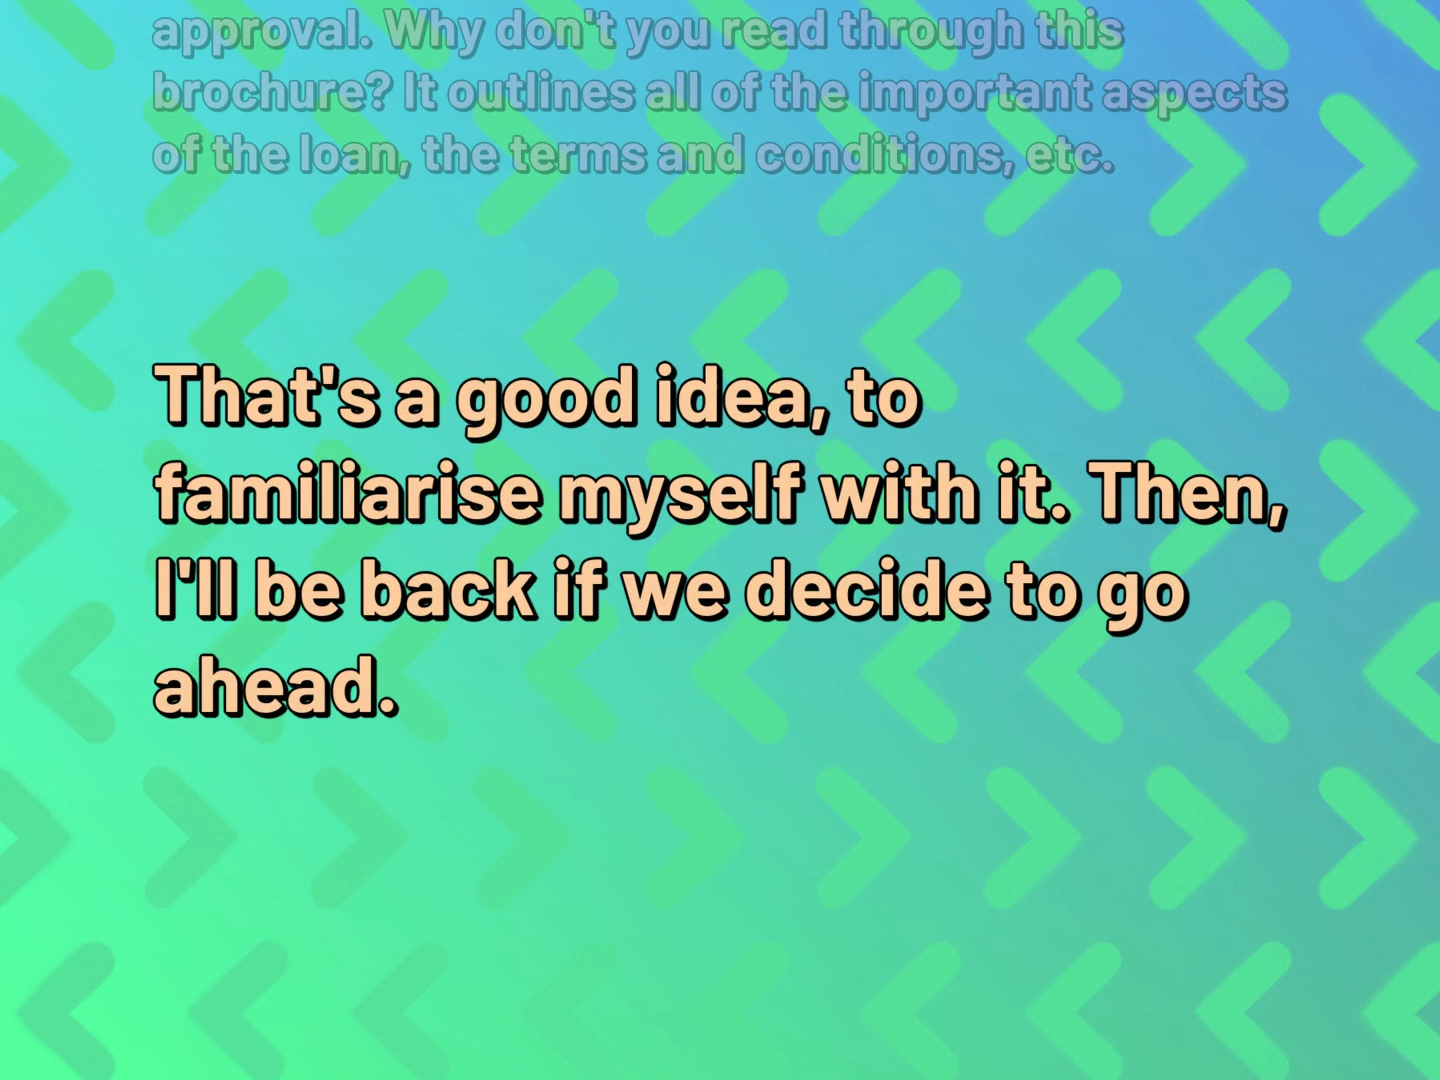 approval. Why don't you read through this
brochure? It outlines all of the important aspects
of the loan, the terms and conditions, etc.
That's a good idea, to
familiarise myself with it. Then,
I'll be back if we decide to go
ahead.